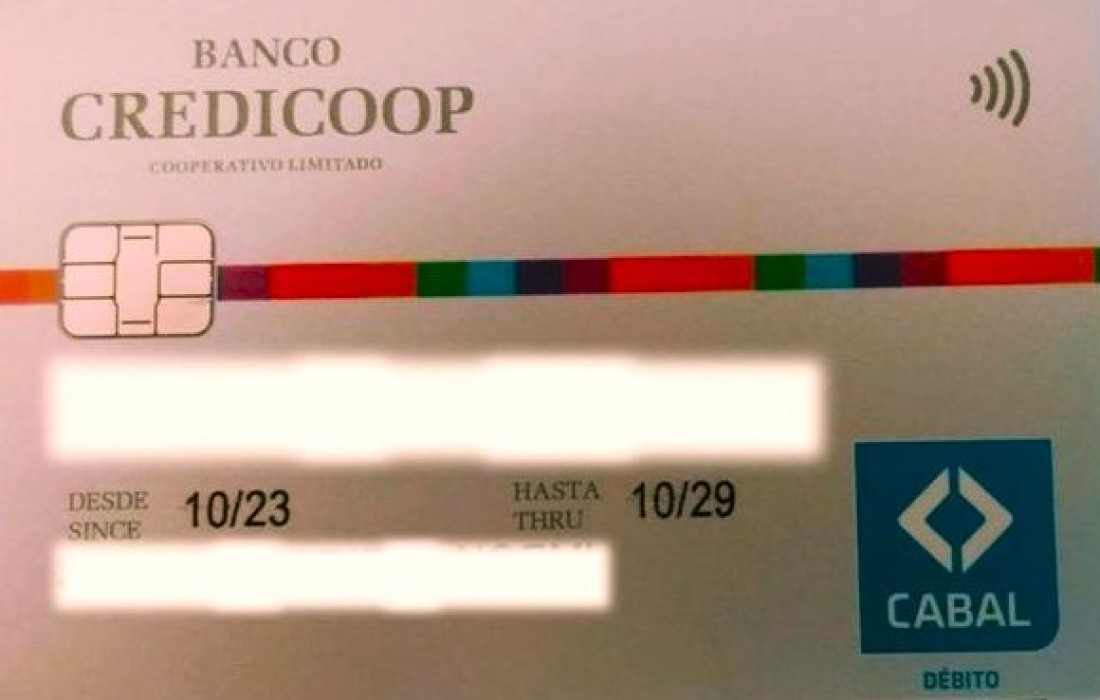 BANCO
CREDICOOP
COOPERATIVO LIMITADO
DESDE SINCE 10/23
HASTA THRU 10/29
CABAL
DÉBITO